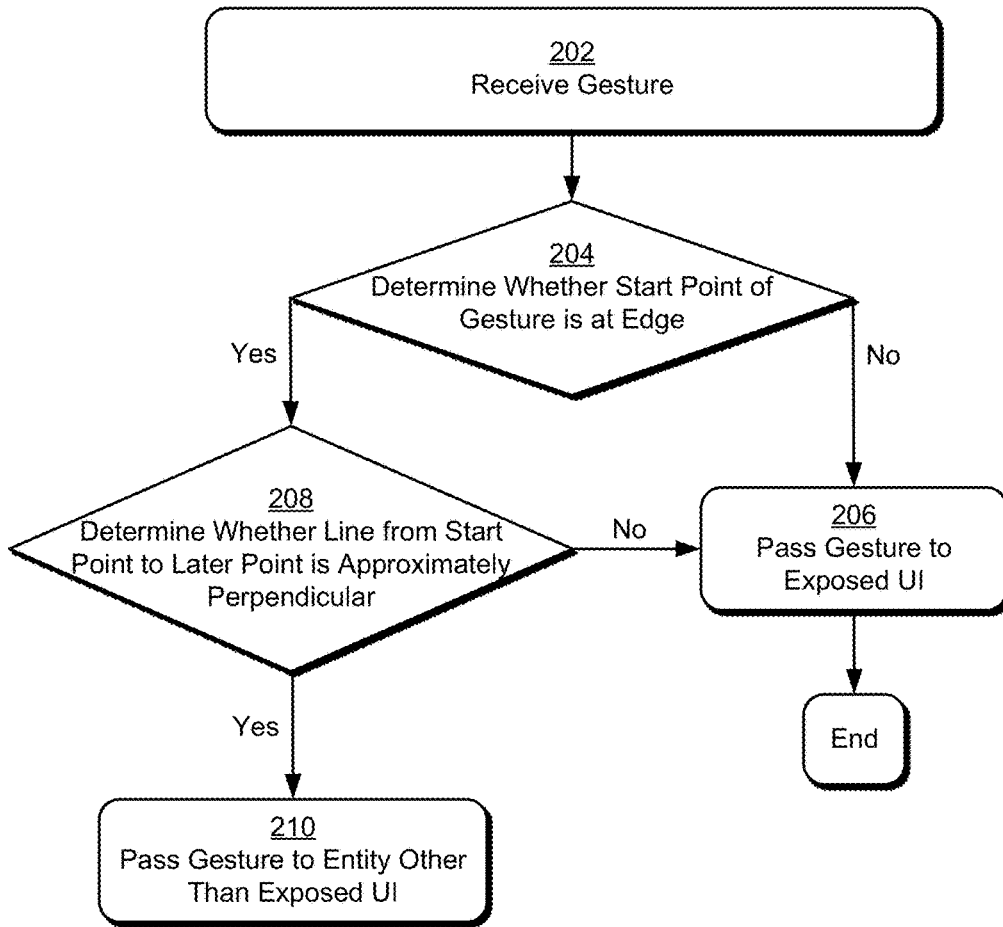 202
Receive Gesture
204
Determine Whether Start Point of
Gesture is at Edge
Yes
No
208
Determine Whether Line from Start
Point to Later Point is Approximately
Perpendicular
No
206
Pass Gesture to
Exposed UI
Yes
End
210
Pass Gesture to Entity Other
Than Exposed UI